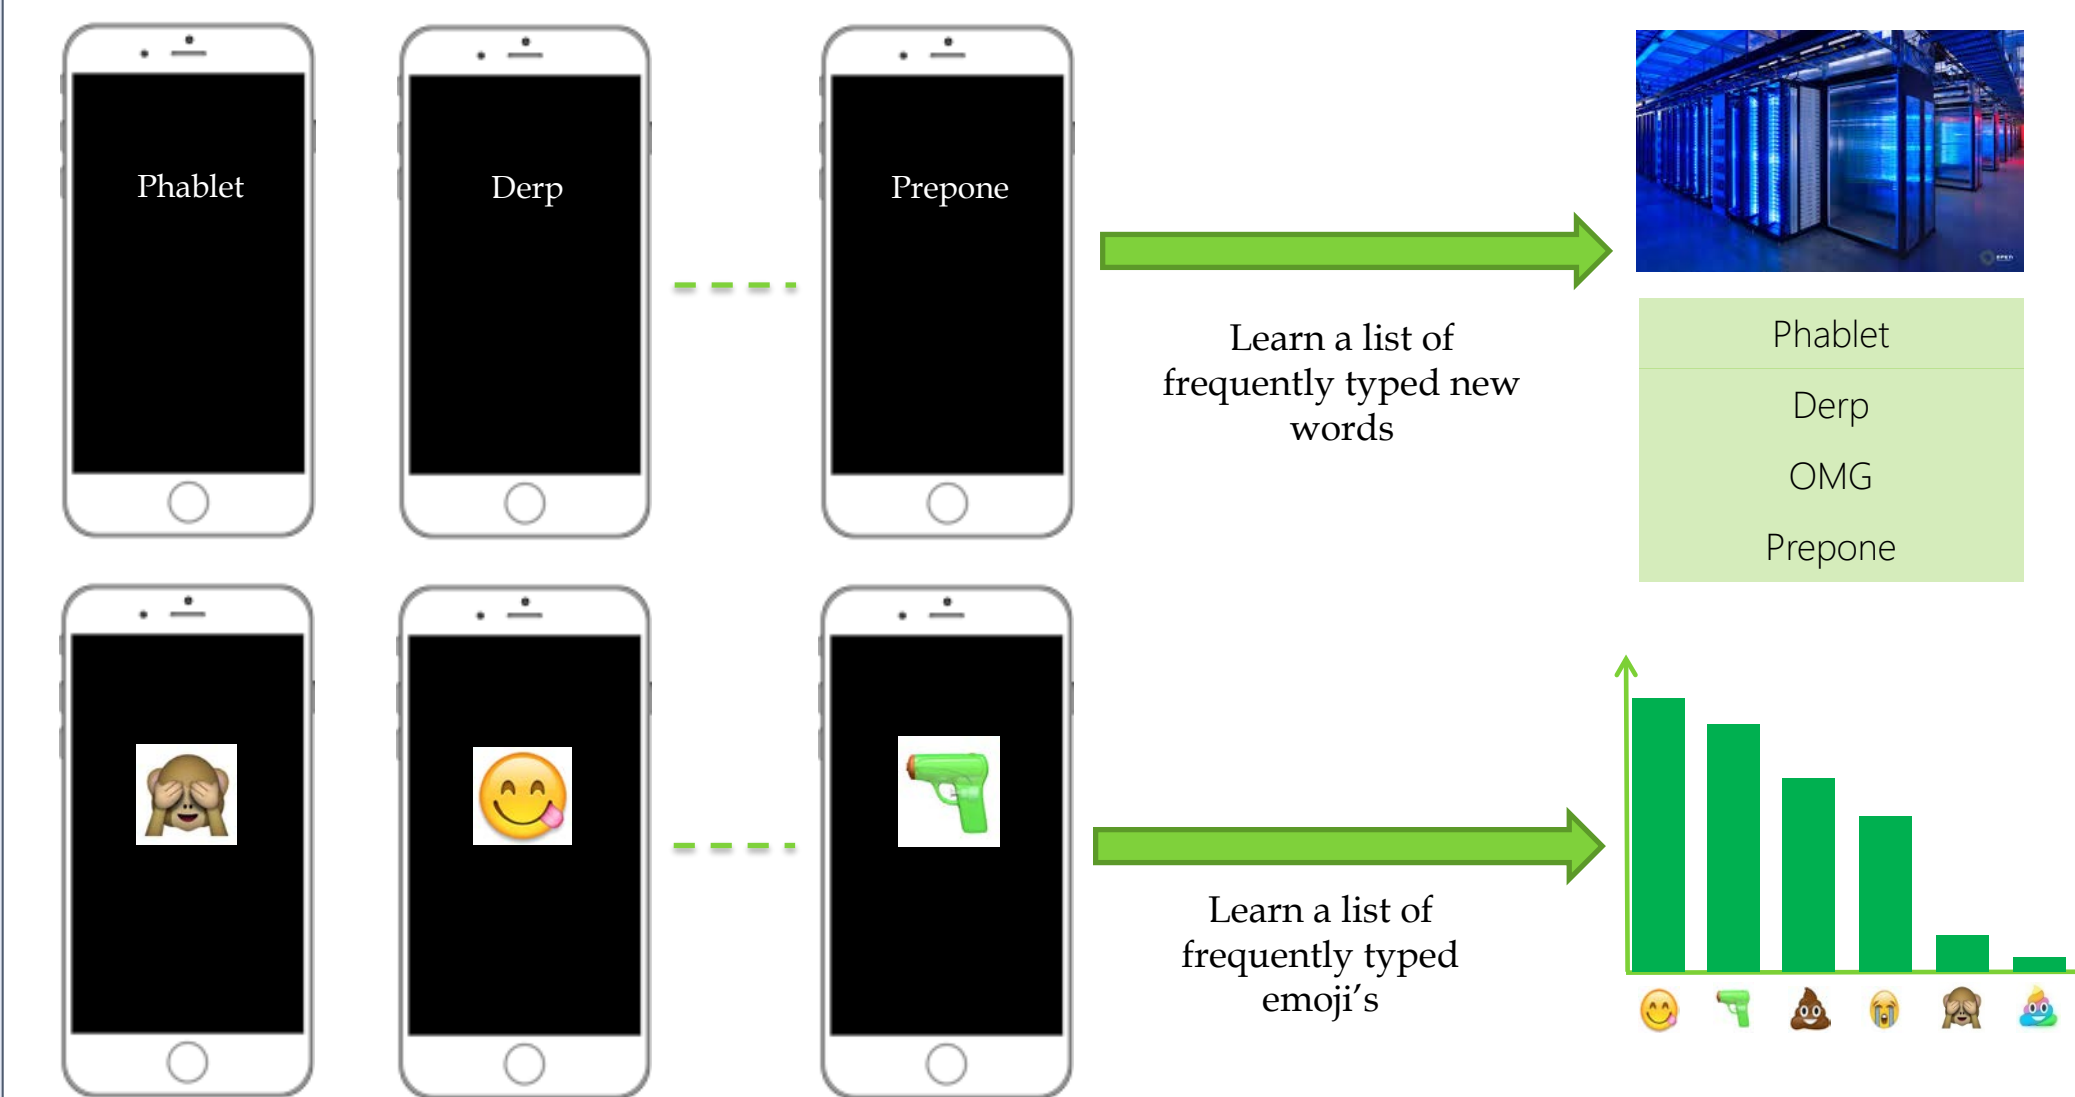 Phablet
Derp
Prepone
Learn a list of
frequently typed new
words
Phablet
Derp
OMG
Prepone
Learn a list of
frequently typed
emoji’s